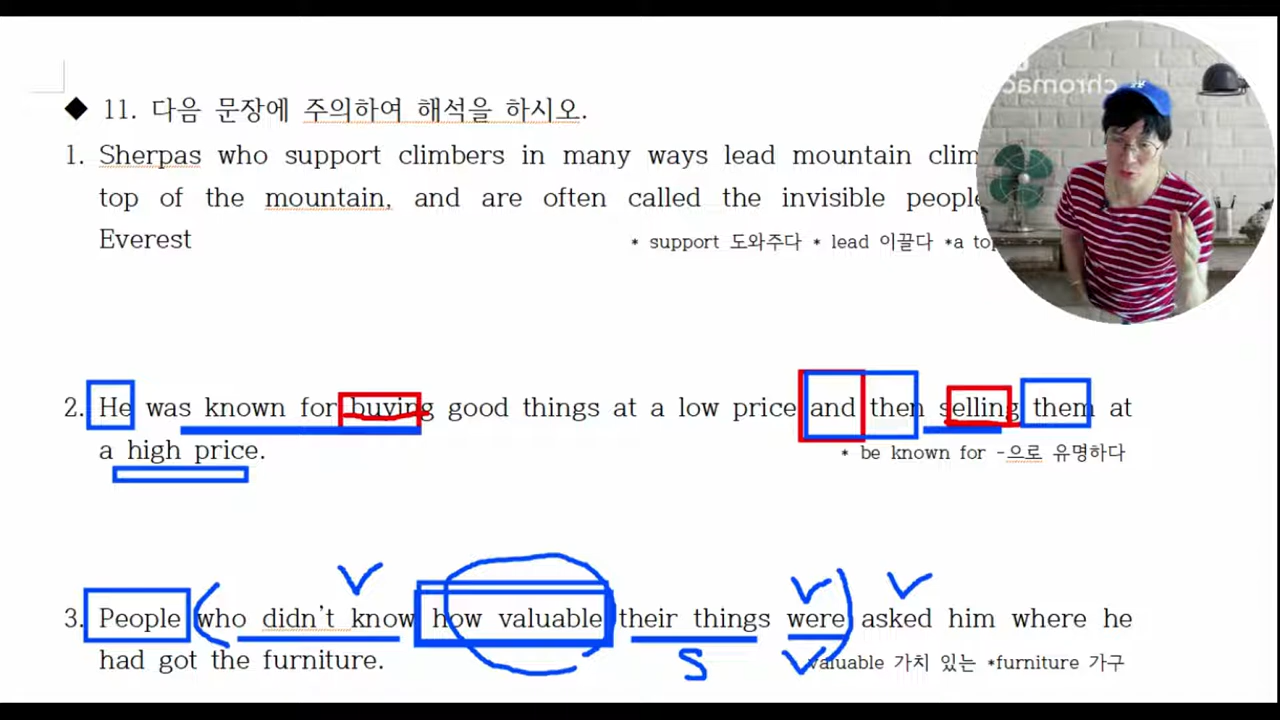 ◆ 11. 다음 문장에 주의하여 해석을 하시오.
1. Sherpas who support climbers in many ways lead mountain
top of the mountain, and are often called the invisible people
Everest * support 도와주다 * lead 이끌다 *a
2. He was known for buying good things at a low price and then selling them at
a high price. * be known for -으로 유명하다
V V V
3. People (who didn't know how valuable their things were) asked him where he
had got the furniture. S V valuable 가치 있는 *furniture 가구